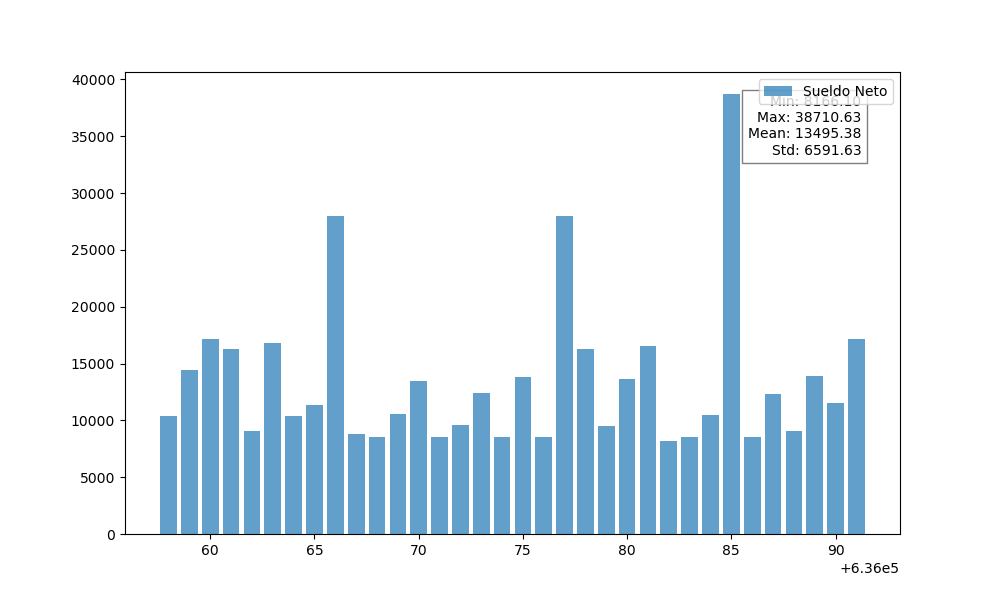 40000
35000
30000
25000
20000
15000
10000
5000
0
Sueldo Neto
Min: 8166.10
Max: 38710.63
Mean: 13495.38
Std: 6591.63
60 65 70 75 80 85 90
+6.36e5